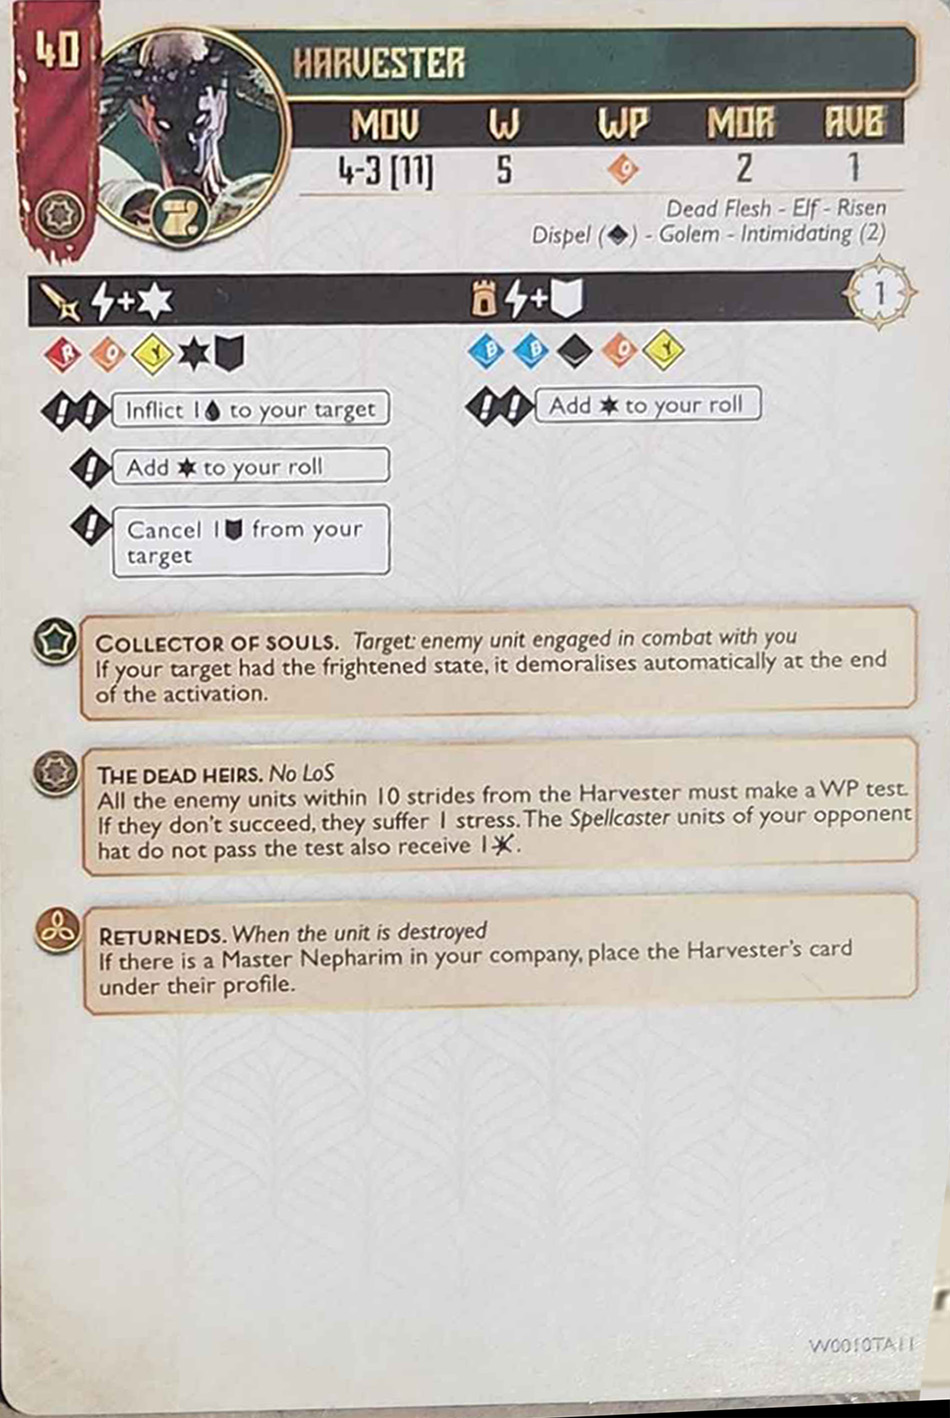 40
HARVESTER
MOV W WP MOR AVB
4-3 [11] 5 O 2 1
Dead Flesh - Elf - Risen
Dispel (◆) - Golem - Intimidating (2)
+ + 1
R O Y B B O Y
!! Inflict 1 to your target !! Add ✶ to your roll
! Add ✶ to your roll
! Cancel 1 from your
target
COLLECTOR OF SOULS. Target: enemy unit engaged in combat with you
If your target had the frightened state, it demoralises automatically at the end
of the activation.
THE DEAD HEIRS. No LoS
All the enemy units within 10 strides from the Harvester must make a WP test.
If they don't succeed, they suffer 1 stress. The Spellcaster units of your opponent
hat do not pass the test also receive 1.
RETURNEDS. When the unit is destroyed
If there is a Master Nepharim in your company, place the Harvester's card
under their profile.
W0010TA11